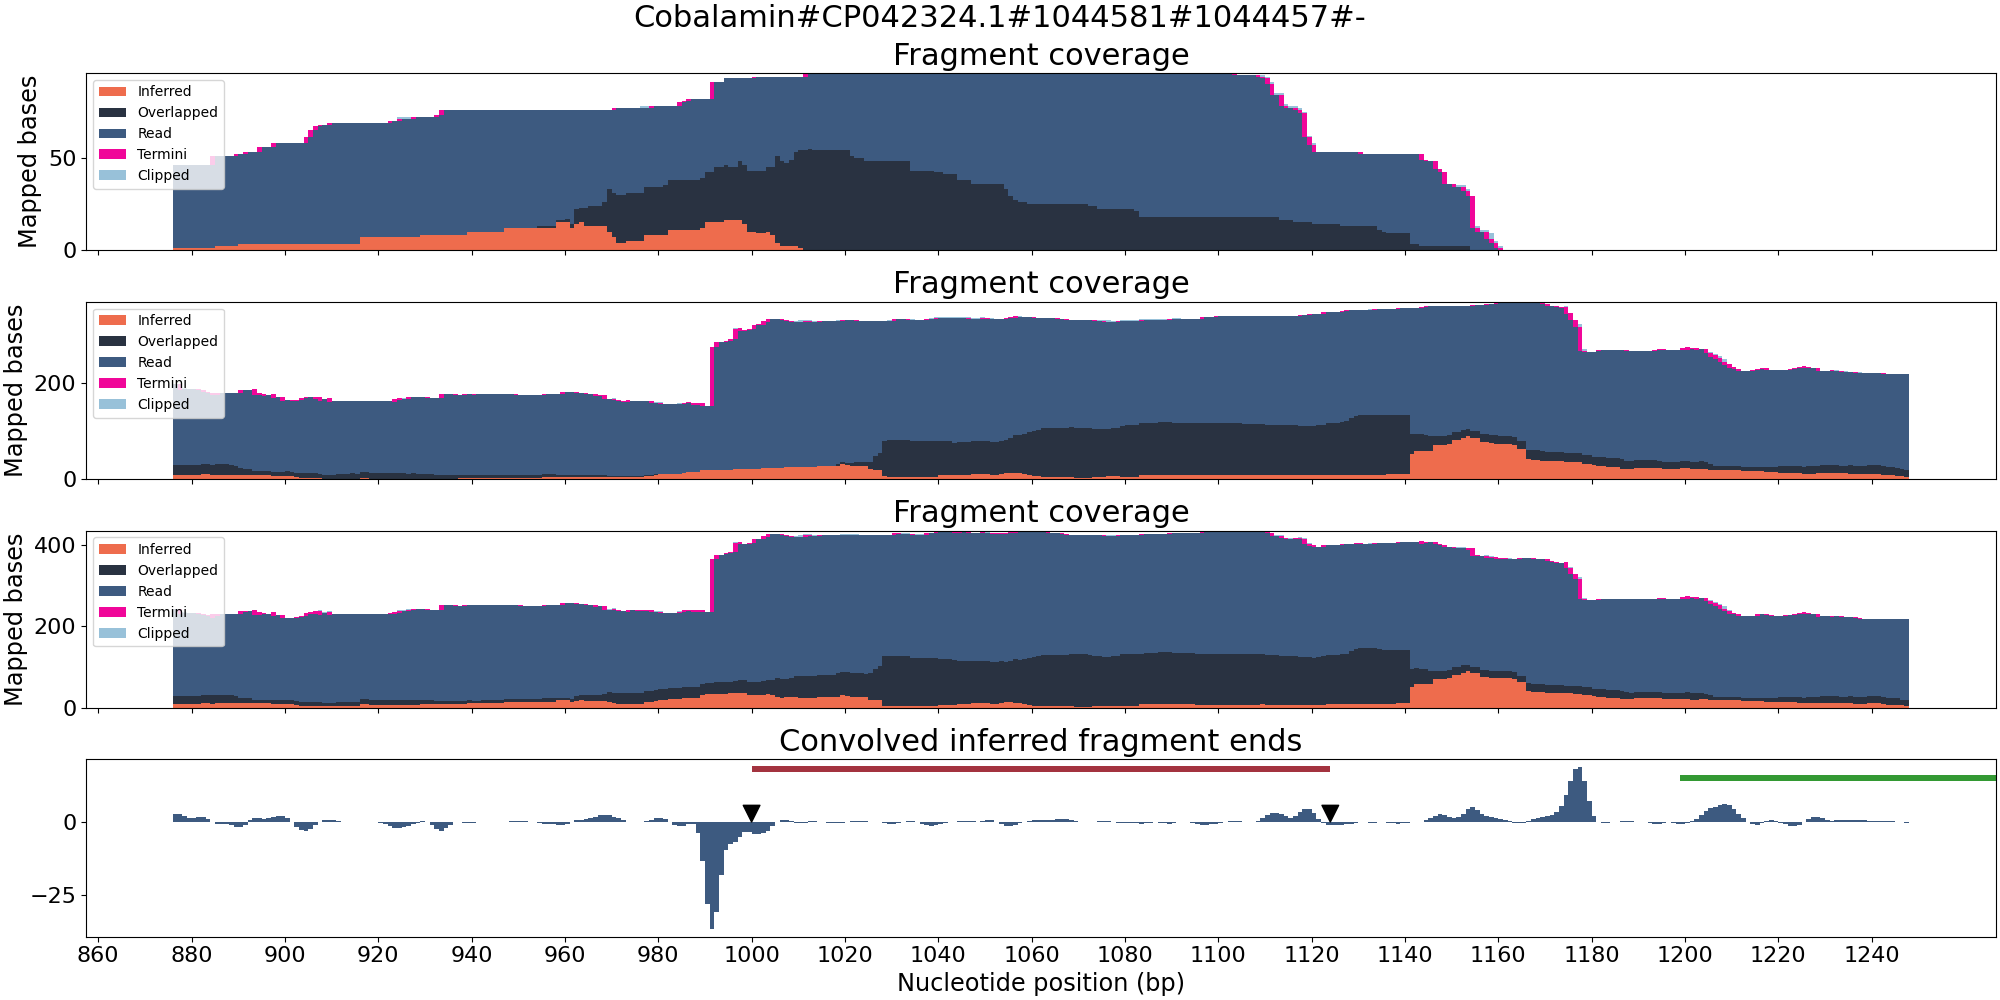 Cobalamin#CP042324.1#1044581#1044457#-
Fragment coverage
Mapped bases
50
0
Inferred
Overlapped
Read
Termini
Clipped
Fragment coverage
Mapped bases
200
0
Inferred
Overlapped
Read
Termini
Clipped
Fragment coverage
Mapped bases
400
200
0
Inferred
Overlapped
Read
Termini
Clipped
Convolved inferred fragment ends
0
−25
860 880 900 920 940 960 980 1000 1020 1040 1060 1080 1100 1120 1140 1160 1180 1200 1220 1240
Nucleotide position (bp)